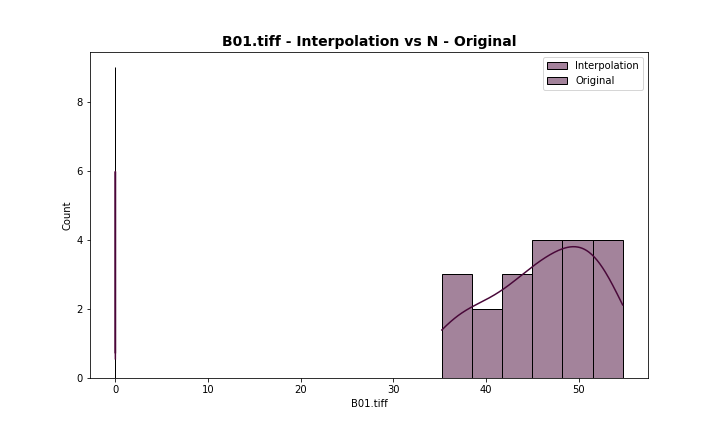 B01.tiff - Interpolation vs N - Original
Interpolation
Original
8
6
4
2
0
Count
0 10 20 30 40 50
B01.tiff